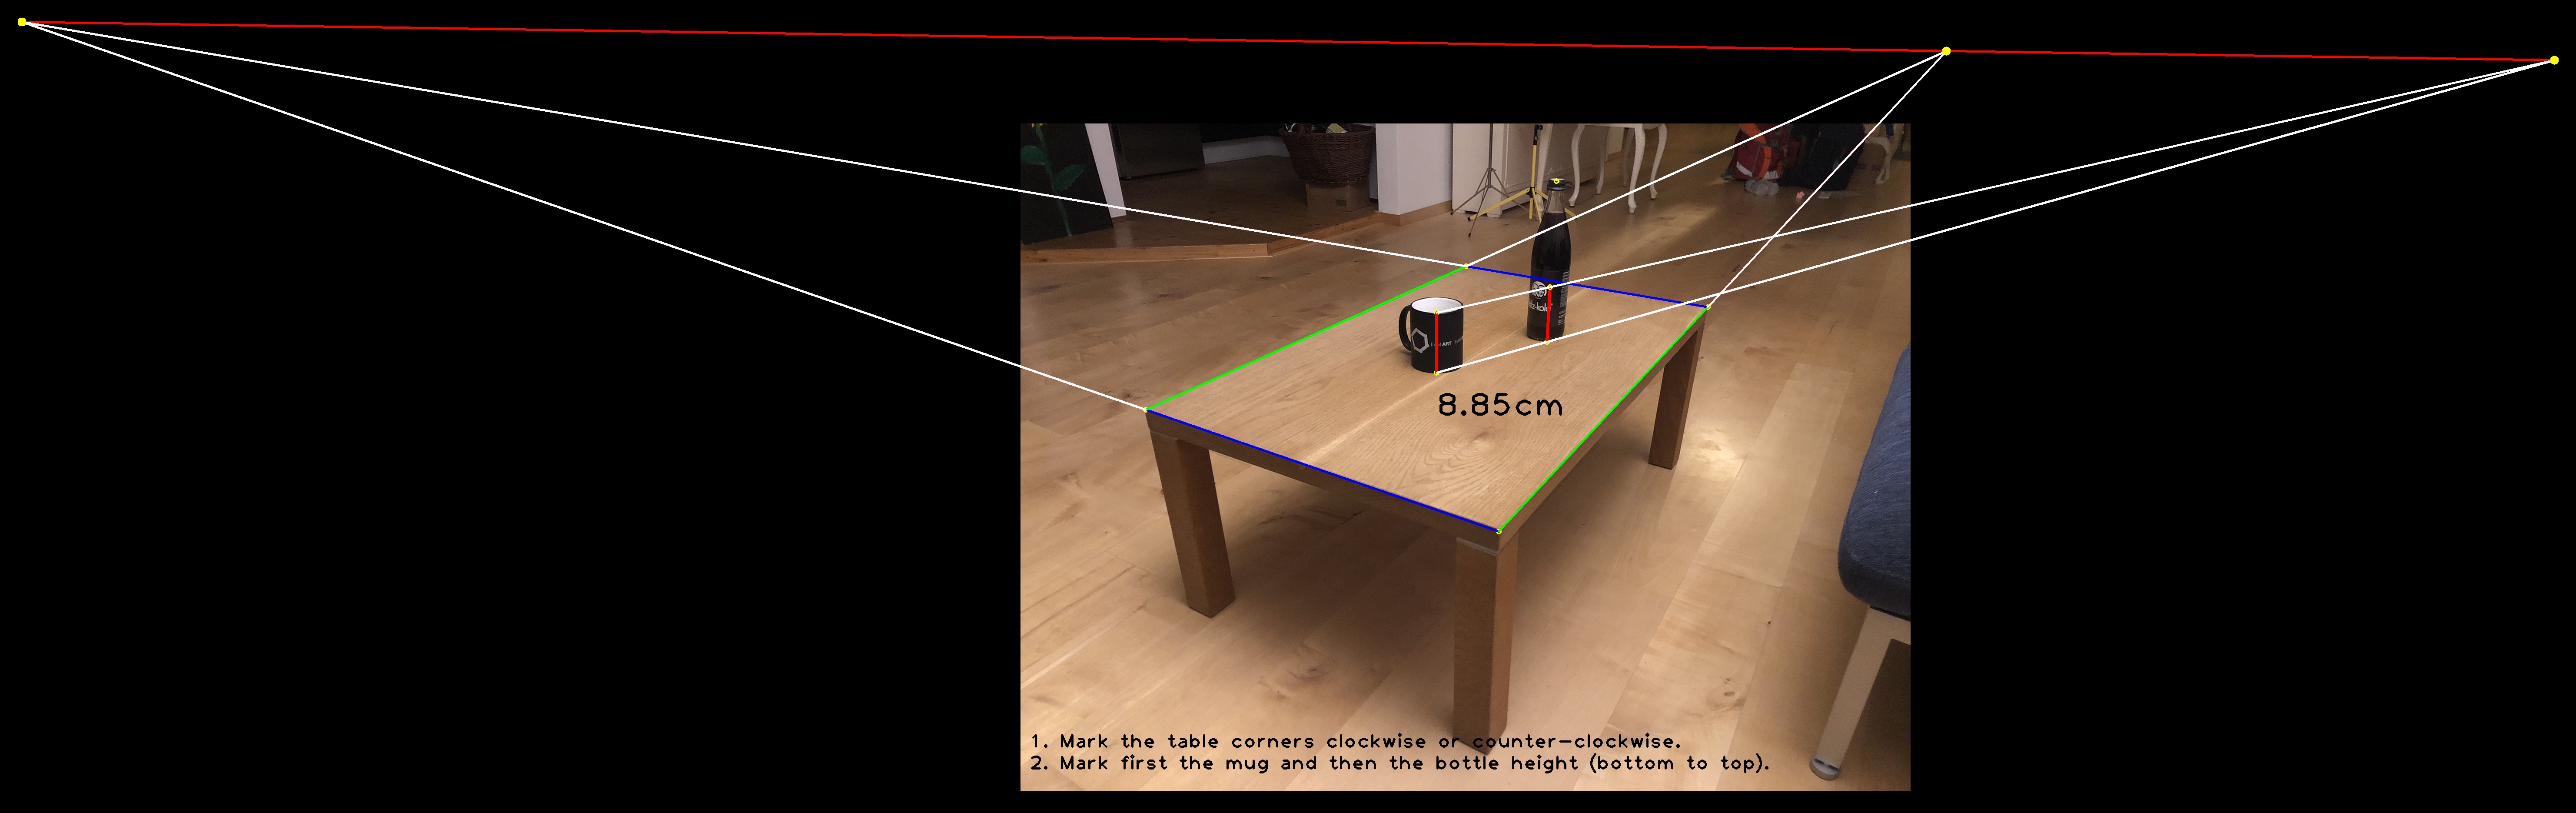 ART
8.85cm
1. Mark the table corners clockwise or counter-clockwise.
2. Mark first the mug and then the bottle height (bottom to top).